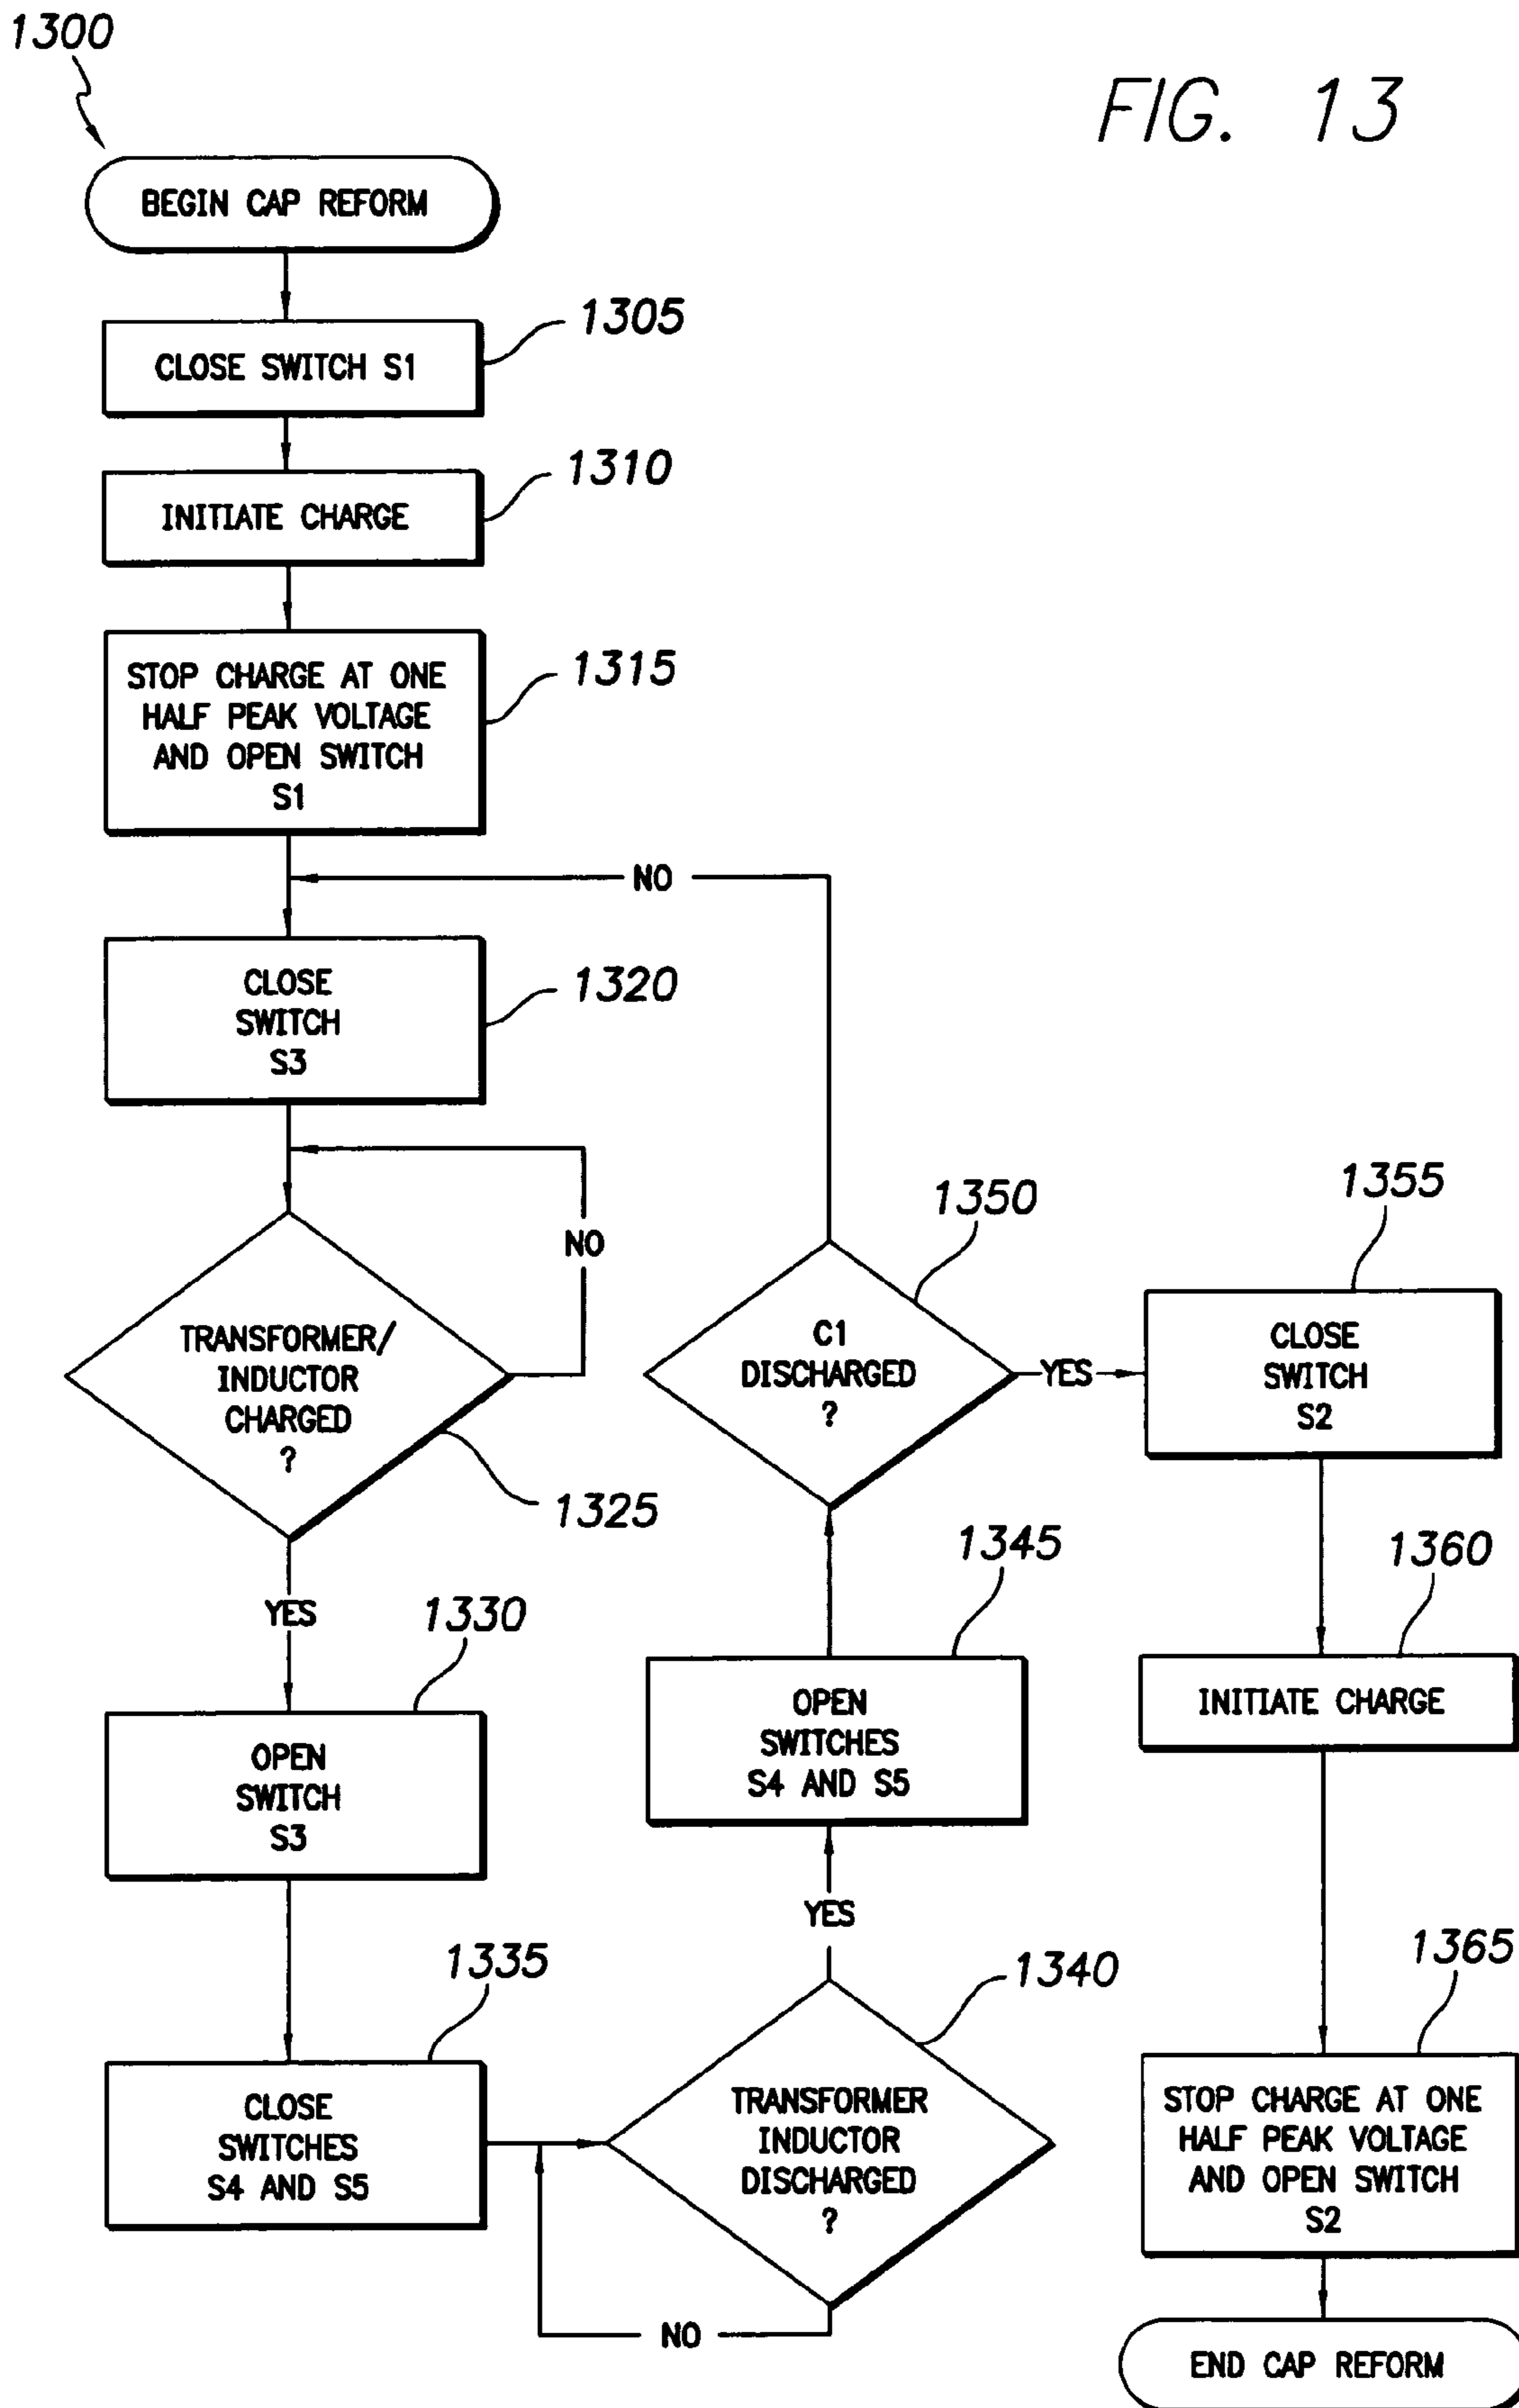 1300
FIG. 13
BEGIN CAP REFORM
1305
CLOSE SWITCH S1
1310
INITIATE CHARGE
1315
STOP CHARGE AT ONE
HALF PEAK VOLTAGE
AND OPEN SWITCH
S1
NO
1320
CLOSE
SWITCH
S3
NO
TRANSFORMER/
INDUCTOR
CHARGED
?
1325
YES
1330
OPEN
SWITCH
S3
1335
CLOSE
SWITCHES
S4 AND S5
1340
TRANSFORMER
INDUCTOR
DISCHARGED
?
NO
YES
1345
OPEN
SWITCHES
S4 AND S5
1350
C1
DISCHARGED
?
YES
1355
CLOSE
SWITCH
S2
1360
INITIATE CHARGE
1365
STOP CHARGE AT ONE
HALF PEAK VOLTAGE
AND OPEN SWITCH
S2
END CAP REFORM